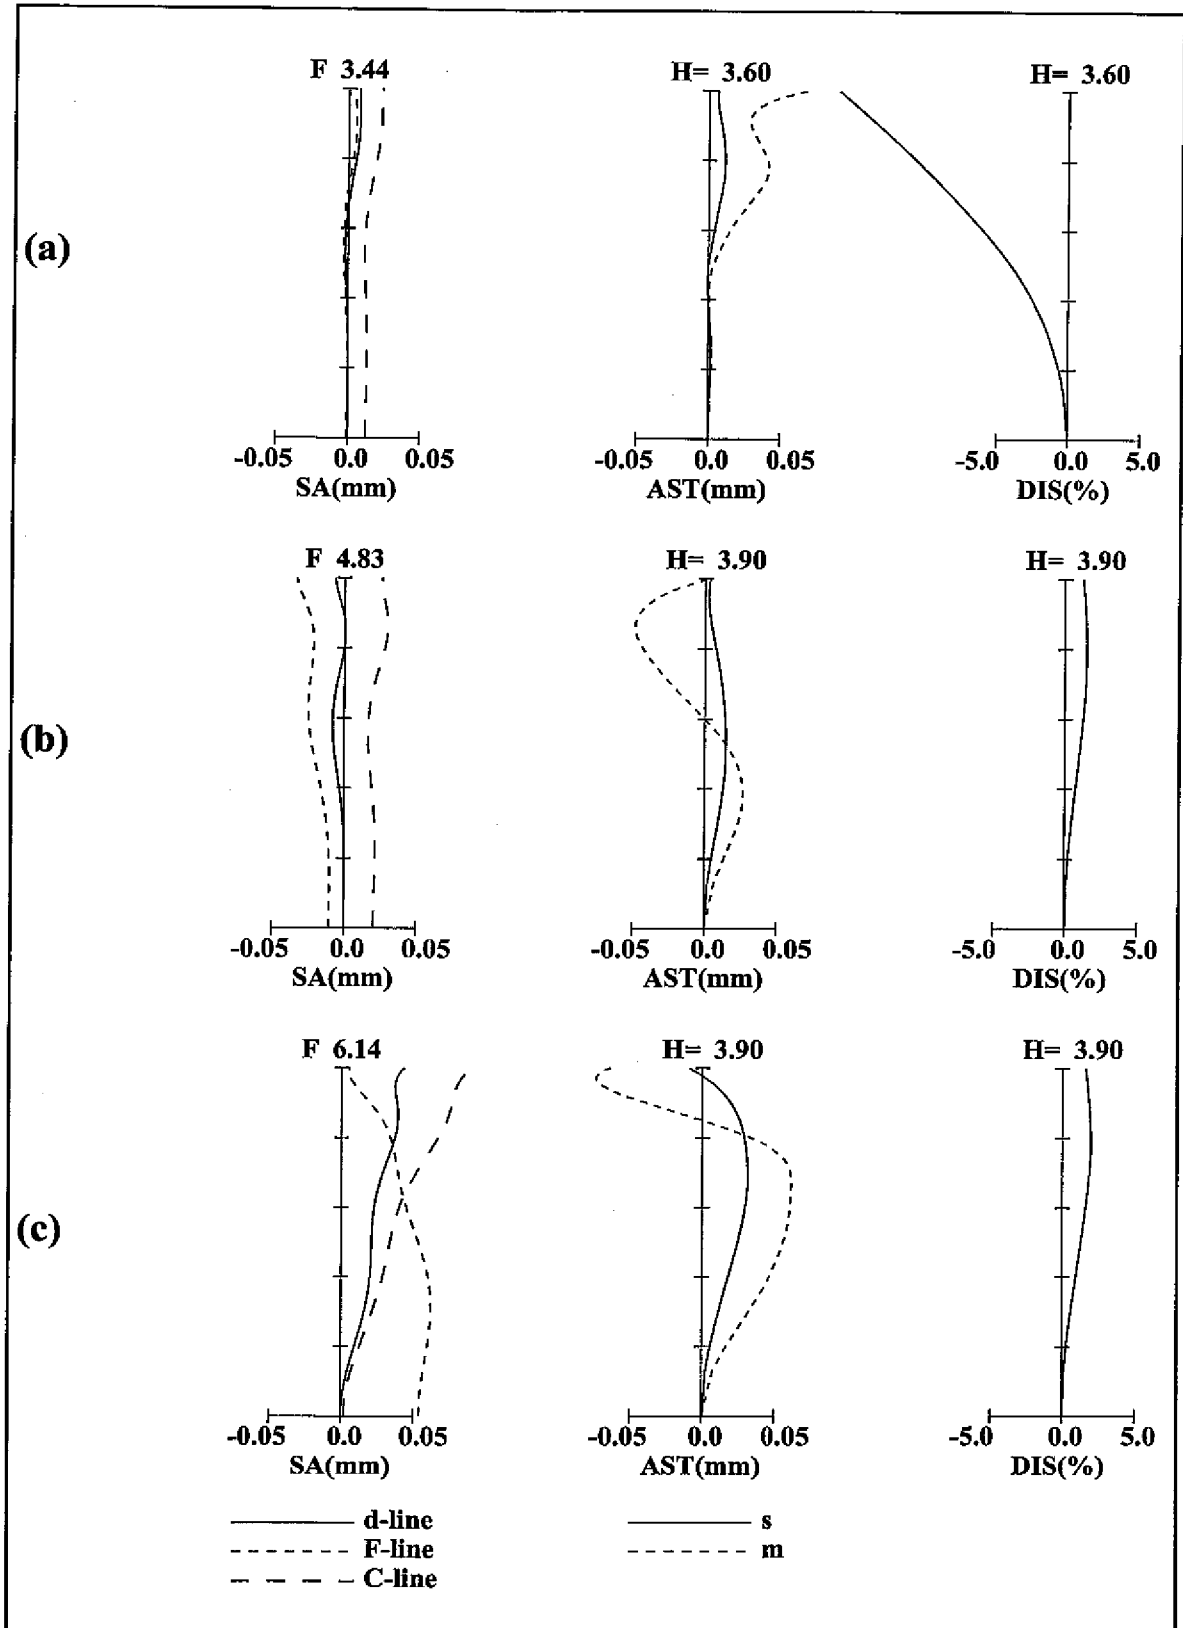 F 3.44 H= 3.60 H= 3.60
(a)
-0.05 0.0 0.05 -0.05 0.0 0.05 -5.0 0.0 5.0
SA(mm) AST(mm) DIS(%)
F 4.83 H= 3.90 H= 3.90
(b)
-0.05 0.0 0.05 -0.05 0.0 0.05 -5.0 0.0 5.0
SA(mm) AST(mm) DIS(%)
F 6.14 H= 3.90 H= 3.90
(c)
-0.05 0.0 0.05 -0.05 0.0 0.05 -5.0 0.0 5.0
SA(mm) AST(mm) DIS(%)
d-line s
F-line m
C-line